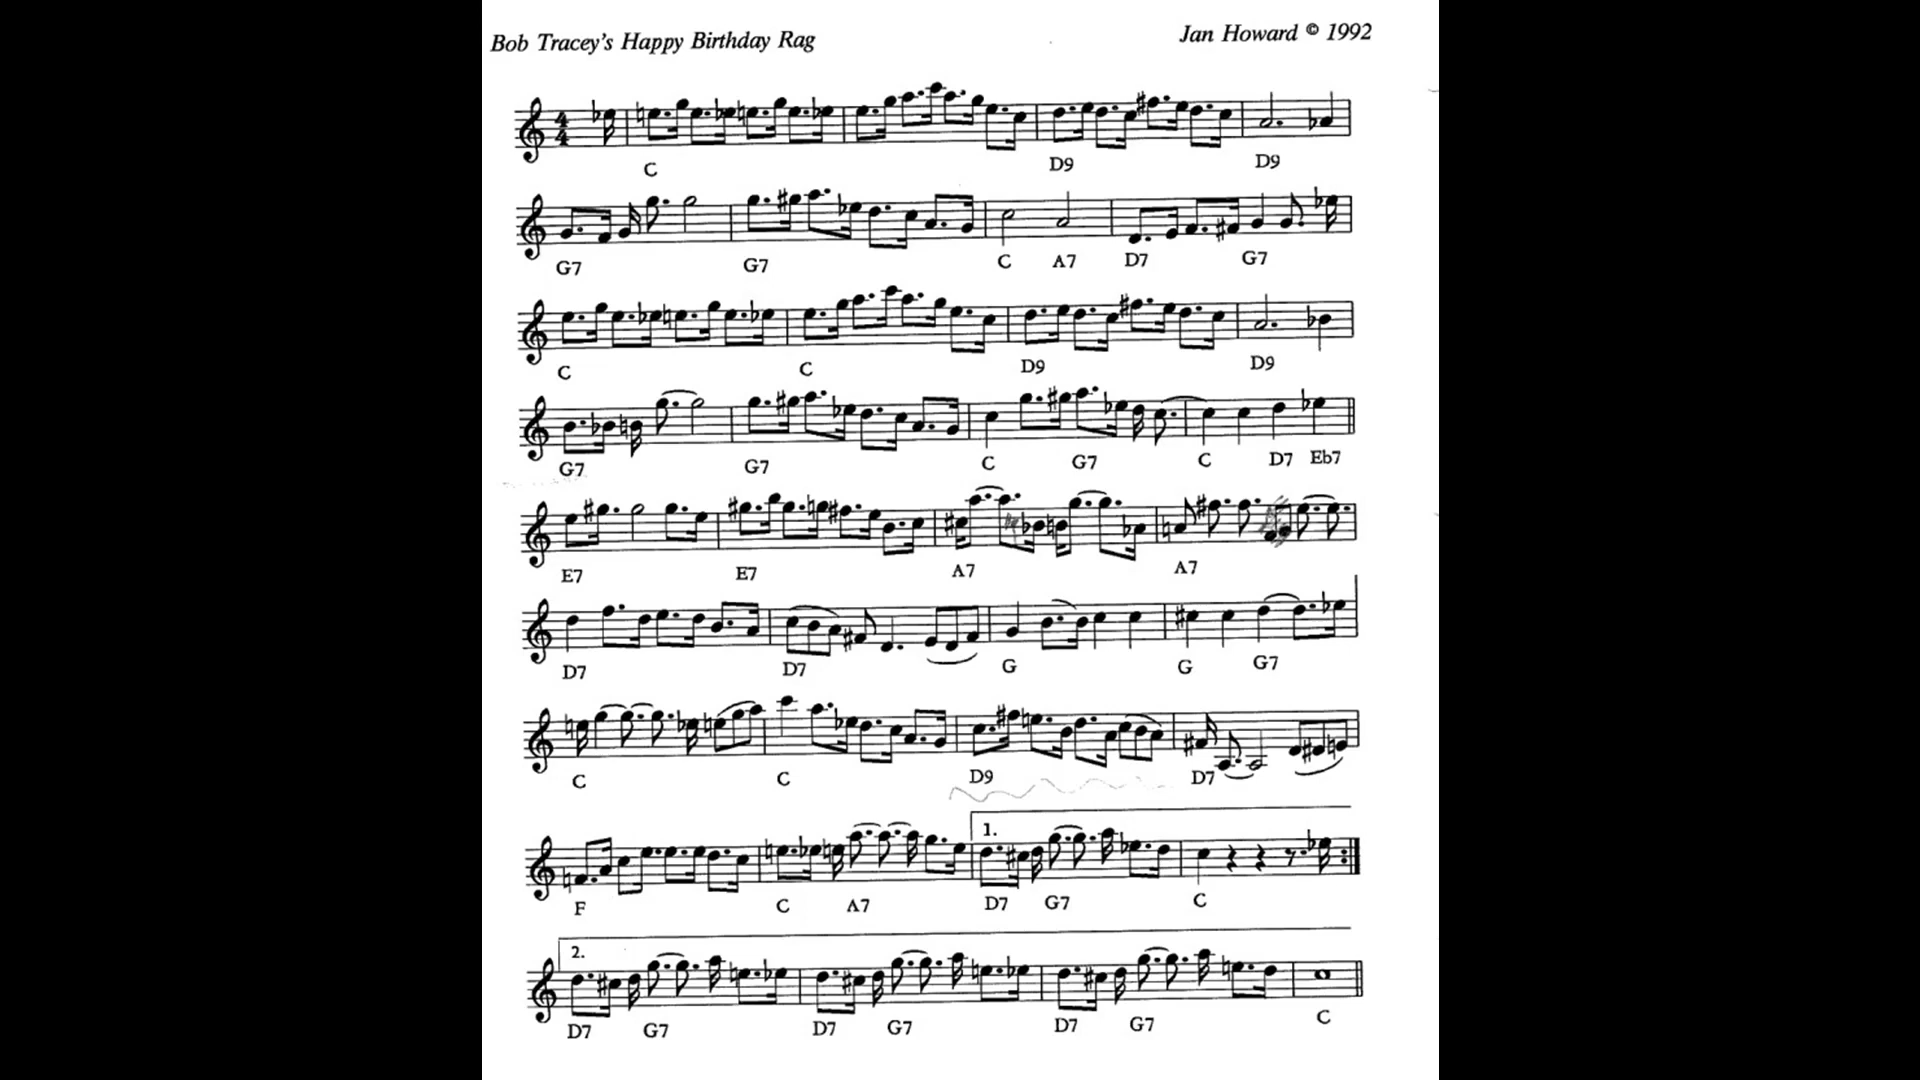 Bob Tracey's Happy Birthday Rag
Jan Howard © 1992
4
4
C D9 D9
G7 G7 C A7 D7 G7
C C D9 D9
G7 G7 C G7 C D7 Eb7
E7 E7 A7 A7
D7 D7 G G G7
C C D9 D7
1.
F C A7 D7 G7 C
2.
D7 G7 D7 G7 D7 G7 C